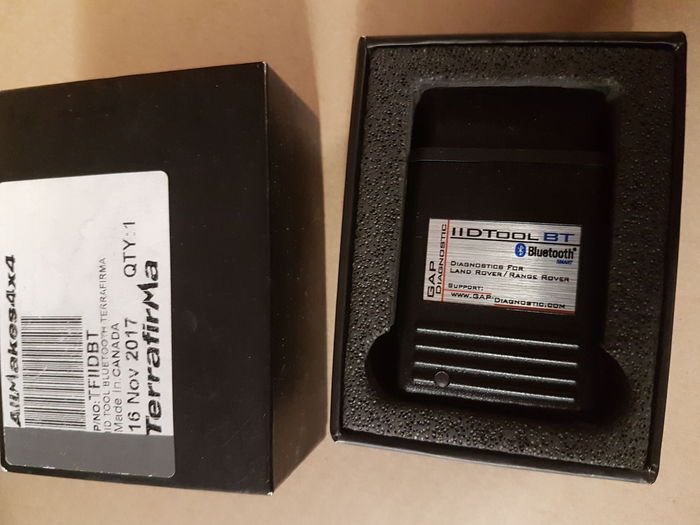 AllMakes4x4
P/NO:TFIIDBT
ID TOOL BLUETOOTH TERRAFIRMA
Made In:CANADA
16 Nov 2017 QTY:1
TerrafirMa
GAP
DIAGNOSTIC
IIDTOOL BT
Bluetooth®
SMART
DIAGNOSTICS FOR
LAND ROVER/RANGE ROVER
SUPPORT:
WWW.GAP-DIAGNOSTIC.COM